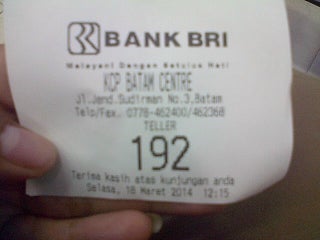 BANK BRI
Melayani Dengan Setulus Hati
KCP BATAM CENTRE
Jl.Jend.Sudirman No.3,Batam
Telp/Fax. 0778-462400/462368
TELLER
192
Terima kasih atas kunjungan anda
Selasa, 18 Maret 2014 12:15